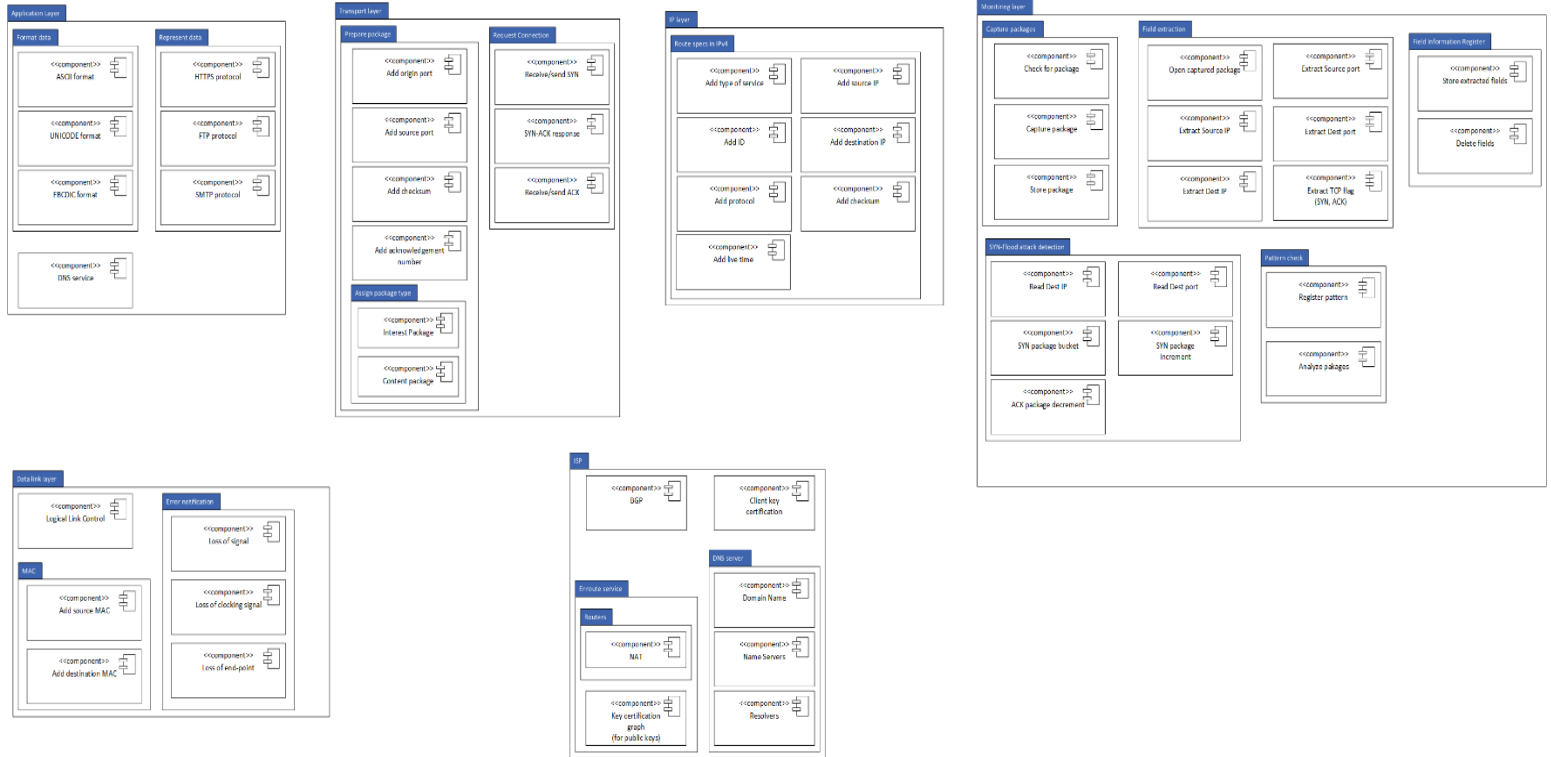 Application Layer
Format data
<<component>>
ASCII format
<<component>>
UNICODE format
<<component>>
EBCDIC format
Represent data
<<component>>
HTTPS protocol
<<component>>
FTP protocol
<<component>>
SMTP protocol
<<component>>
DNS service
Transport layer
Prepare package
<<component>>
Add origin port
<<component>>
Add source port
<<component>>
Add checksum
<<component>>
Add acknowledgement
number
Assign package type
<<component>>
Interest Package
<<component>>
Content package
Request Connection
<<component>>
Receive/send SYN
<<component>>
SYN-ACK response
<<component>>
Receive/send ACK
IP layer
Route specs in IPv4
<<component>>
Add type of service
<<component>>
Add source IP
<<component>>
Add ID
<<component>>
Add destination IP
<<component>>
Add protocol
<<component>>
Add checksum
<<component>>
Add live time
Monitoring layer
Capture packages
<<component>>
Check for package
<<component>>
Capture package
<<component>>
Store package
Field extraction
<<component>>
Open captured package
<<component>>
Extract Source port
<<component>>
Extract Source IP
<<component>>
Extract Dest port
<<component>>
Extract Dest IP
<<component>>
Extract TCP flag
(SYN, ACK)
Field Information Register
<<component>>
Store extracted fields
<<component>>
Delete fields
SYN-Flood attack detection
<<component>>
Read Dest IP
<<component>>
Read Dest port
<<component>>
SYN package bucket
<<component>>
SYN package
increment
<<component>>
ACK package decrement
Pattern check
<<component>>
Register pattern
<<component>>
Analyze pakages
Data link layer
<<component>>
Logical Link Control
MAC
<<component>>
Add source MAC
<<component>>
Add destination MAC
Error notification
<<component>>
Loss of signal
<<component>>
Loss of clocking signal
<<component>>
Loss of end-point
ISP
<<component>>
BGP
<<component>>
Client key
certification
Enroute service
Routers
<<component>>
NAT
<<component>>
Key certification
graph
(for public keys)
DNS server
<<component>>
Domain Name
<<component>>
Name Servers
<<component>>
Resolvers